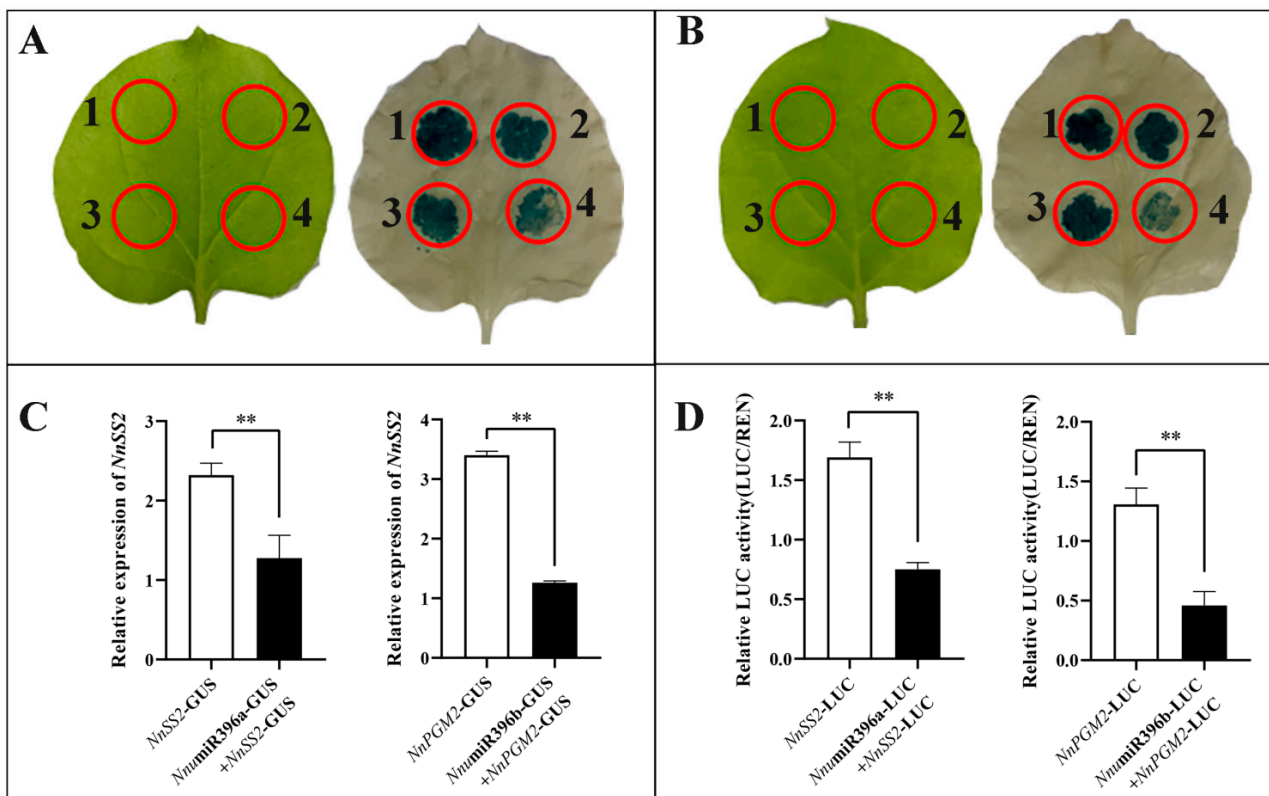 A
1
2
3
4
1
2
3
4
B
1
2
3
4
1
2
3
4
C
Relative expression of NnSS2
3
2
1
0
**
NnSS2-GUS
NnumiR396a-GUS
+NnSS2-GUS
Relative expression of NnSS2
4
3
2
1
0
**
NnPGM2-GUS
NnumiR396b-GUS
+NnPGM2-GUS
D
Relative LUC activity(LUC/REN)
2.0
1.5
1.0
0.5
0.0
**
NnSS2-LUC
NnumiR396a-LUC
+NnSS2-LUC
Relative LUC activity(LUC/REN)
2.0
1.5
1.0
0.5
0.0
**
NnPGM2-LUC
NnumiR396b-LUC
+NnPGM2-LUC